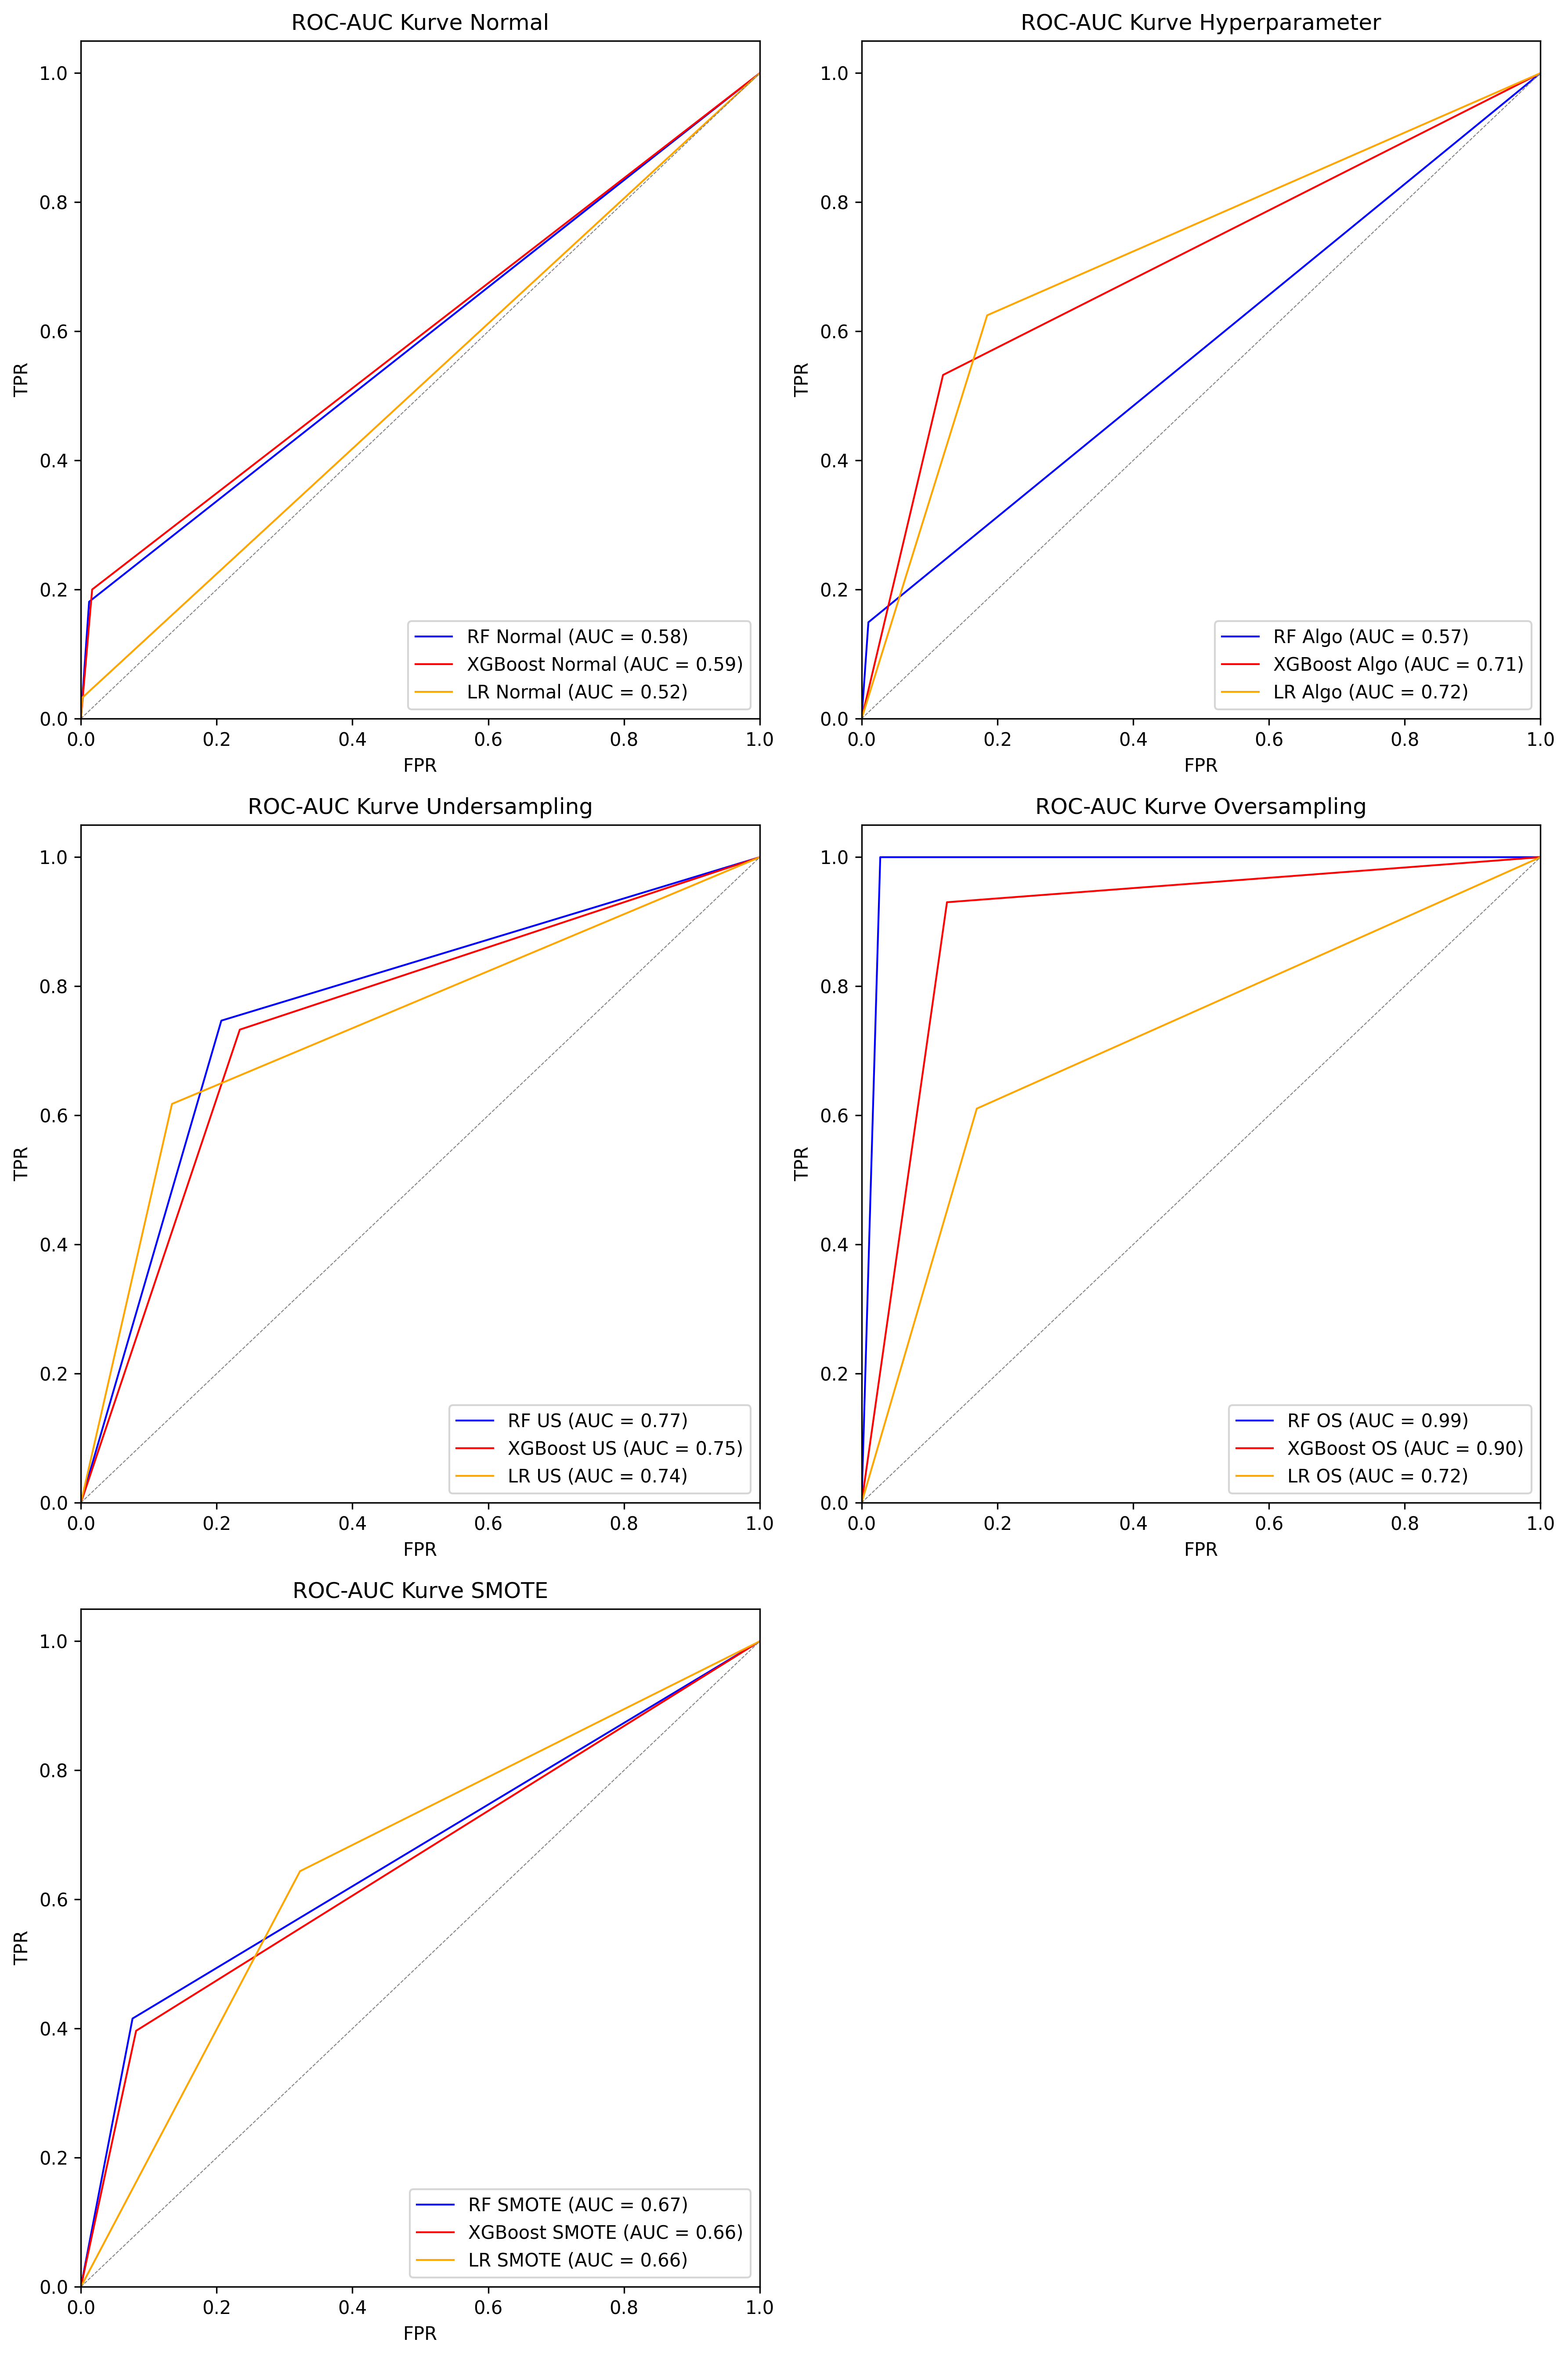 ROC-AUC Kurve Normal
1.0
0.8
0.6
0.4
0.2
0.0
TPR
0.0 0.2 0.4 0.6 0.8 1.0
FPR
RF Normal (AUC = 0.58)
XGBoost Normal (AUC = 0.59)
LR Normal (AUC = 0.52)
ROC-AUC Kurve Hyperparameter
1.0
0.8
0.6
0.4
0.2
0.0
TPR
0.0 0.2 0.4 0.6 0.8 1.0
FPR
RF Algo (AUC = 0.57)
XGBoost Algo (AUC = 0.71)
LR Algo (AUC = 0.72)
ROC-AUC Kurve Undersampling
1.0
0.8
0.6
0.4
0.2
0.0
TPR
0.0 0.2 0.4 0.6 0.8 1.0
FPR
RF US (AUC = 0.77)
XGBoost US (AUC = 0.75)
LR US (AUC = 0.74)
ROC-AUC Kurve Oversampling
1.0
0.8
0.6
0.4
0.2
0.0
TPR
0.0 0.2 0.4 0.6 0.8 1.0
FPR
RF OS (AUC = 0.99)
XGBoost OS (AUC = 0.90)
LR OS (AUC = 0.72)
ROC-AUC Kurve SMOTE
1.0
0.8
0.6
0.4
0.2
0.0
TPR
0.0 0.2 0.4 0.6 0.8 1.0
FPR
RF SMOTE (AUC = 0.67)
XGBoost SMOTE (AUC = 0.66)
LR SMOTE (AUC = 0.66)